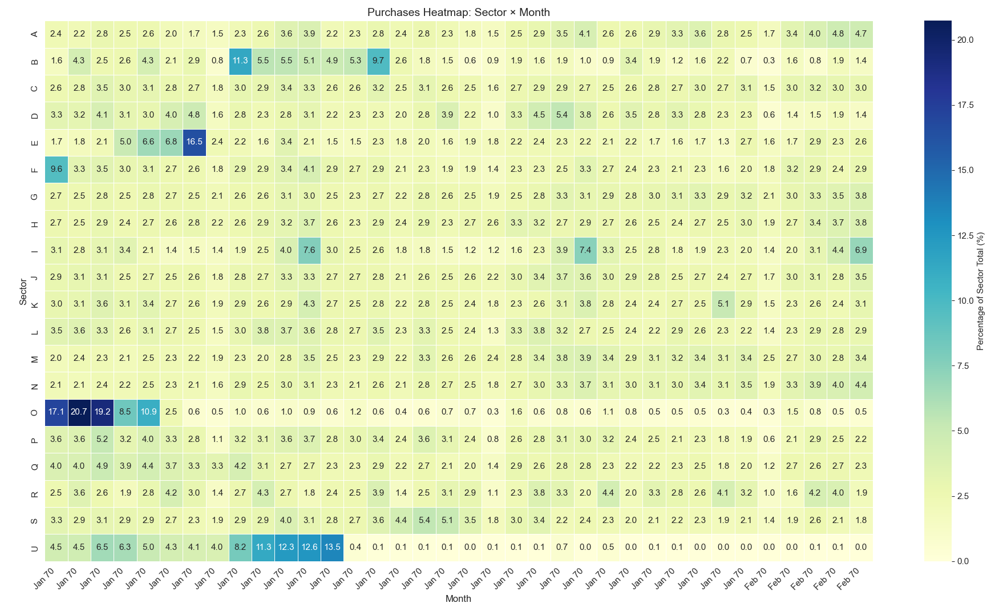 Purchases Heatmap: Sector × Month
A 2.4 2.2 2.8 2.5 2.6 2.0 1.7 1.5 2.3 2.6 3.6 3.9 2.2 2.3 2.8 2.4 2.8 2.3 1.8 1.5 2.5 2.9 3.5 4.1 2.6 2.6 2.9 3.3 3.6 2.8 2.5 1.7 3.4 4.0 4.8 4.7
B 1.6 4.3 2.5 2.6 4.3 2.1 2.9 0.8 11.3 5.5 5.5 5.1 4.9 5.3 9.7 2.6 1.8 1.5 0.6 0.9 1.9 1.6 1.9 1.0 0.9 3.4 1.9 1.2 1.6 2.2 0.7 0.3 1.6 0.8 1.9 1.4
C 2.6 2.8 3.5 3.0 3.1 2.8 2.7 1.8 3.0 2.9 3.4 3.3 2.6 2.6 3.2 2.5 3.1 2.6 2.5 1.6 2.7 2.9 2.9 2.7 2.5 2.6 2.8 2.7 3.0 2.7 3.1 1.5 3.0 3.2 3.0 3.0
D 3.3 3.2 4.1 3.1 3.0 4.0 4.8 1.6 2.8 2.3 2.8 3.1 2.2 2.3 2.3 2.0 2.8 3.9 2.2 1.0 3.3 4.5 5.4 3.8 2.6 3.5 2.8 3.3 2.8 2.3 2.3 0.6 1.4 1.5 1.9 1.4
E 1.7 1.8 2.1 5.0 6.6 6.8 16.5 2.4 2.2 1.6 3.4 2.1 1.5 1.5 2.3 1.8 2.0 1.6 1.9 1.8 2.2 2.4 2.3 2.2 2.1 2.2 1.7 1.6 1.7 1.3 2.7 1.6 1.7 2.9 2.3 2.6
F 9.6 3.3 3.5 3.0 3.1 2.7 2.6 1.8 2.9 2.9 3.4 4.1 2.9 2.7 2.9 2.1 2.3 1.9 1.9 1.4 2.3 2.3 2.5 3.3 2.7 2.4 2.3 2.1 2.3 1.6 2.0 1.8 3.2 2.9 2.4 2.9
G 2.7 2.5 2.8 2.5 2.8 2.7 2.5 2.1 2.6 2.6 3.1 3.0 2.5 2.3 2.7 2.2 2.8 2.6 2.5 1.9 2.5 2.8 3.3 3.1 2.9 2.8 3.0 3.1 3.3 2.9 3.2 2.1 3.0 3.3 3.5 3.8
H 2.7 2.5 2.9 2.4 2.7 2.6 2.8 2.2 2.6 2.9 3.2 3.7 2.6 2.3 2.9 2.4 2.9 2.3 2.7 2.6 3.3 3.2 2.7 2.9 2.7 2.6 2.5 2.4 2.7 2.5 3.0 1.9 2.7 3.4 3.7 3.8
I 3.1 2.8 3.1 3.4 2.1 1.4 1.5 1.4 1.9 2.5 4.0 7.6 3.0 2.5 2.6 1.8 1.8 1.5 1.2 1.2 1.6 2.3 3.9 7.4 3.3 2.5 2.8 1.8 1.9 2.3 2.0 1.4 2.0 3.1 4.4 6.9
J 2.9 3.1 3.1 2.5 2.7 2.5 2.6 1.8 2.8 2.7 3.3 3.3 2.7 2.7 2.8 2.1 2.6 2.5 2.6 2.2 3.0 3.4 3.7 3.6 3.0 2.9 2.8 2.5 2.7 2.4 2.7 1.7 3.0 3.1 2.8 3.5
K 3.0 3.1 3.6 3.1 3.4 2.7 2.6 1.9 2.9 2.6 2.9 4.3 2.7 2.5 2.8 2.2 2.8 2.5 2.4 1.8 2.3 2.6 3.1 3.8 2.8 2.4 2.4 2.7 2.5 5.1 2.9 1.5 2.3 2.6 2.4 3.1
L 3.5 3.6 3.3 2.6 3.1 2.7 2.5 1.5 3.0 3.8 3.7 3.6 2.8 2.7 3.5 2.3 3.3 2.5 2.4 1.3 3.3 3.8 3.2 2.7 2.5 2.4 2.2 2.9 2.6 2.3 2.2 1.4 2.3 2.9 2.8 2.9
M 2.0 2.4 2.3 2.1 2.5 2.3 2.2 1.9 2.3 2.0 2.8 3.5 2.5 2.3 2.9 2.2 3.3 2.6 2.6 2.4 2.8 3.4 3.8 3.9 3.4 2.9 3.1 3.2 3.4 3.1 3.4 2.5 2.7 3.0 2.8 3.4
N 2.1 2.1 2.4 2.2 2.5 2.3 2.1 1.6 2.9 2.5 3.0 3.1 2.3 2.1 2.6 2.1 2.8 2.7 2.5 1.8 2.7 3.0 3.3 3.7 3.1 3.0 3.1 3.0 3.4 3.1 3.5 1.9 3.3 3.9 4.0 4.4
O 17.1 20.7 19.2 8.5 10.9 2.5 0.6 0.5 1.0 0.6 1.0 0.9 0.6 1.2 0.6 0.4 0.6 0.7 0.7 0.3 1.6 0.6 0.8 0.6 1.1 0.8 0.5 0.5 0.5 0.3 0.4 0.3 1.5 0.8 0.5 0.5
P 3.6 3.6 5.2 3.2 4.0 3.3 2.8 1.1 3.2 3.1 3.6 3.7 2.8 3.0 3.4 2.4 3.6 3.1 2.4 0.8 2.6 2.8 3.1 3.0 3.2 2.4 2.5 2.1 2.3 1.8 1.9 0.6 2.1 2.9 2.5 2.2
Q 4.0 4.0 4.9 3.9 4.4 3.7 3.3 3.3 4.2 3.1 2.7 2.7 2.3 2.3 2.9 2.2 2.7 2.1 2.0 1.4 2.9 2.6 2.8 2.8 2.3 2.2 2.2 2.3 2.5 1.8 2.0 1.2 2.7 2.6 2.7 2.3
R 2.5 3.6 2.6 1.9 2.8 4.2 3.0 1.4 2.7 4.3 2.7 1.8 2.4 2.5 3.9 1.4 2.5 3.1 2.9 1.1 2.3 3.8 3.3 2.0 4.4 2.0 3.3 2.8 2.6 4.1 3.2 1.0 1.6 4.2 4.0 1.9
S 3.3 2.9 3.1 2.9 2.9 2.7 2.3 1.9 2.9 2.9 4.0 3.1 2.8 2.7 3.6 4.4 5.4 5.1 3.5 1.8 3.0 3.4 2.2 2.4 2.3 2.0 2.1 2.2 2.3 1.9 2.1 1.4 1.9 2.6 2.1 1.8
U 4.5 4.5 6.5 6.3 5.0 4.3 4.1 4.0 8.2 11.3 12.3 12.6 13.5 0.4 0.1 0.1 0.1 0.1 0.0 0.1 0.1 0.1 0.7 0.0 0.5 0.0 0.1 0.1 0.0 0.0 0.0 0.0 0.0 0.1 0.1 0.0
Jan 70 Jan 70 Jan 70 Jan 70 Jan 70 Jan 70 Jan 70 Jan 70 Jan 70 Jan 70 Jan 70 Jan 70 Jan 70 Jan 70 Jan 70 Jan 70 Jan 70 Jan 70 Jan 70 Jan 70 Jan 70 Jan 70 Jan 70 Jan 70 Jan 70 Jan 70 Jan 70 Jan 70 Jan 70 Jan 70 Jan 70 Feb 70 Feb 70 Feb 70 Feb 70 Feb 70
Month
Sector
20.0
17.5
15.0
12.5
10.0
7.5
5.0
2.5
0.0
Percentage of Sector Total (%)